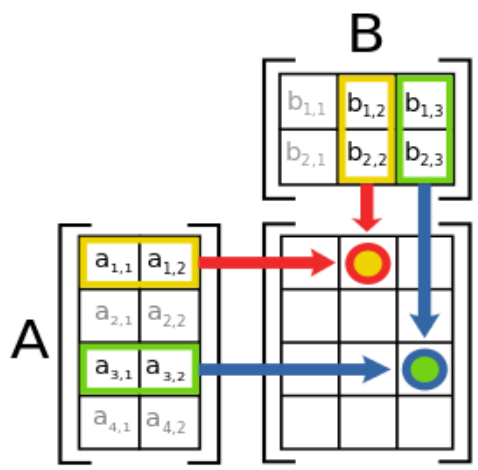 B
b1,1 b1,2 b1,3
b2,1 b2,2 b2,3
A
a1,1 a1,2
a2,1 a2,2
a3,1 a3,2
a4,1 a4,2